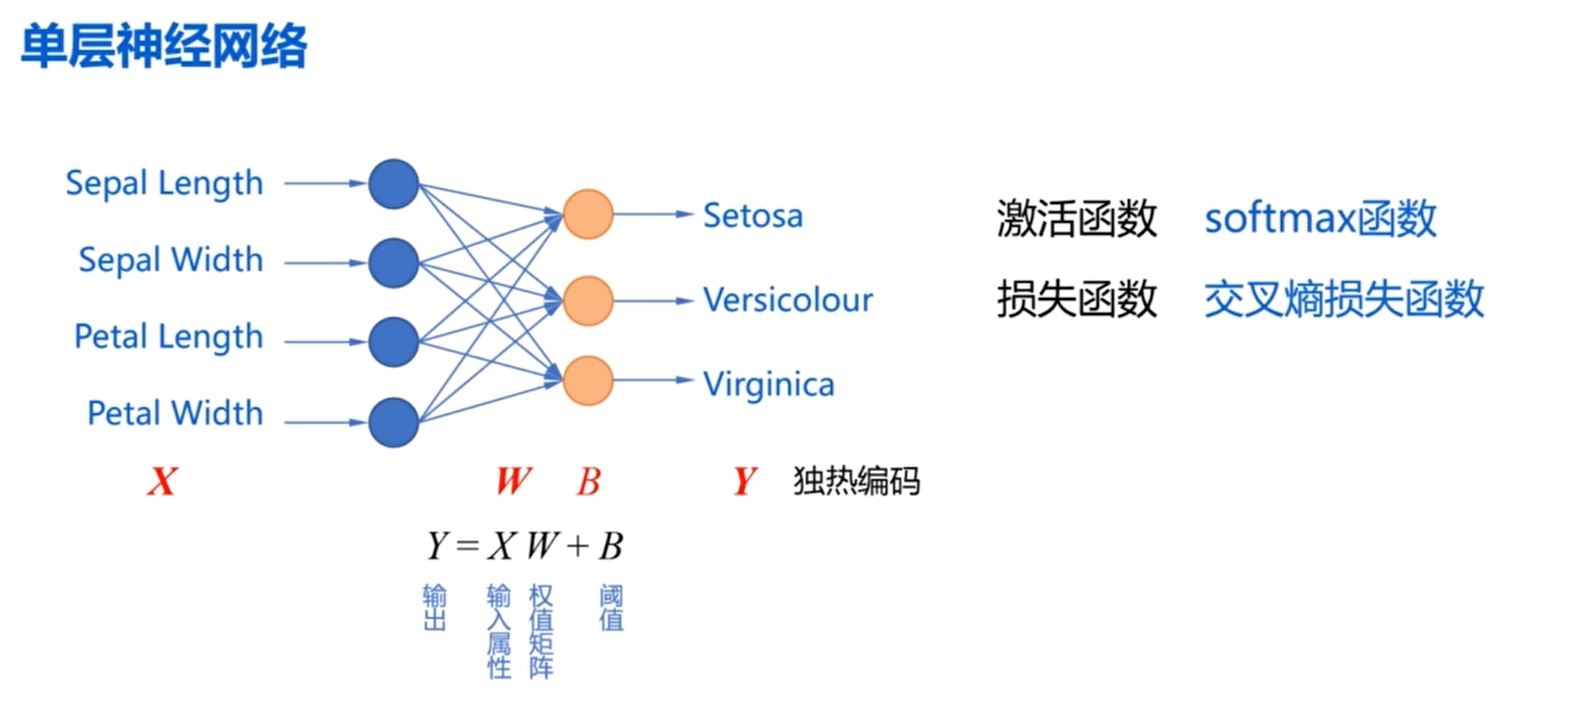 单层神经网络
Sepal Length
Sepal Width
Petal Length
Petal Width
Setosa
Versicolour
Virginica
激活函数 softmax函数
损失函数 交叉熵损失函数
X W B Y 独热编码
Y = X W + B
输出
输入属性
权值矩阵
阈值